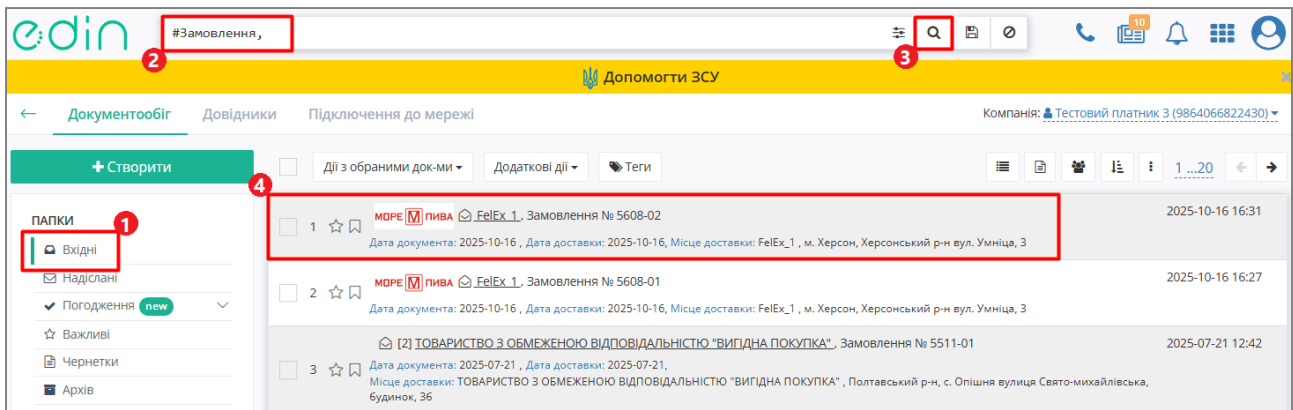 edin
#Замовлення,
2
3
10
Допомогти ЗСУ
← Документообіг Довідники Підключення до мережі
Компанія: Тестовий платник 3 (9864066822430)
+ Створити
Дії з обраними док-ми
Додаткові дії
Теги
1 ...20
4
ПАПКИ
1
Вхідні
Надіслані
Погодження new
Важливі
Чернетки
Архів
1 МОРЕ М ПИВА FelEx_1 , Замовлення № 5608-02 2025-10-16 16:31
Дата документа: 2025-10-16 , Дата доставки: 2025-10-16, Місце доставки: FelEx_1 , м. Херсон, Херсонський р-н вул. Умніца, 3
2 МОРЕ М ПИВА FelEx_1 , Замовлення № 5608-01 2025-10-16 16:27
Дата документа: 2025-10-16 , Дата доставки: 2025-10-16, Місце доставки: FelEx_1 , м. Херсон, Херсонський р-н вул. Умніца, 3
[2] ТОВАРИСТВО З ОБМЕЖЕНОЮ ВІДПОВІДАЛЬНІСТЮ "ВИГІДНА ПОКУПКА" , Замовлення № 5511-01 2025-07-21 12:42
3 Дата документа: 2025-07-21 , Дата доставки: 2025-07-21,
Місце доставки: ТОВАРИСТВО З ОБМЕЖЕНОЮ ВІДПОВІДАЛЬНІСТЮ "ВИГІДНА ПОКУПКА" , Полтавський р-н, с. Опішня вулиця Свято-михайлівська,
будинок, 36